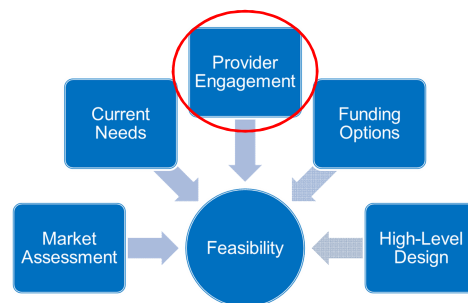 Provider
Engagement
Current
Needs
Funding
Options
Market
Assessment
Feasibility
High-Level
Design